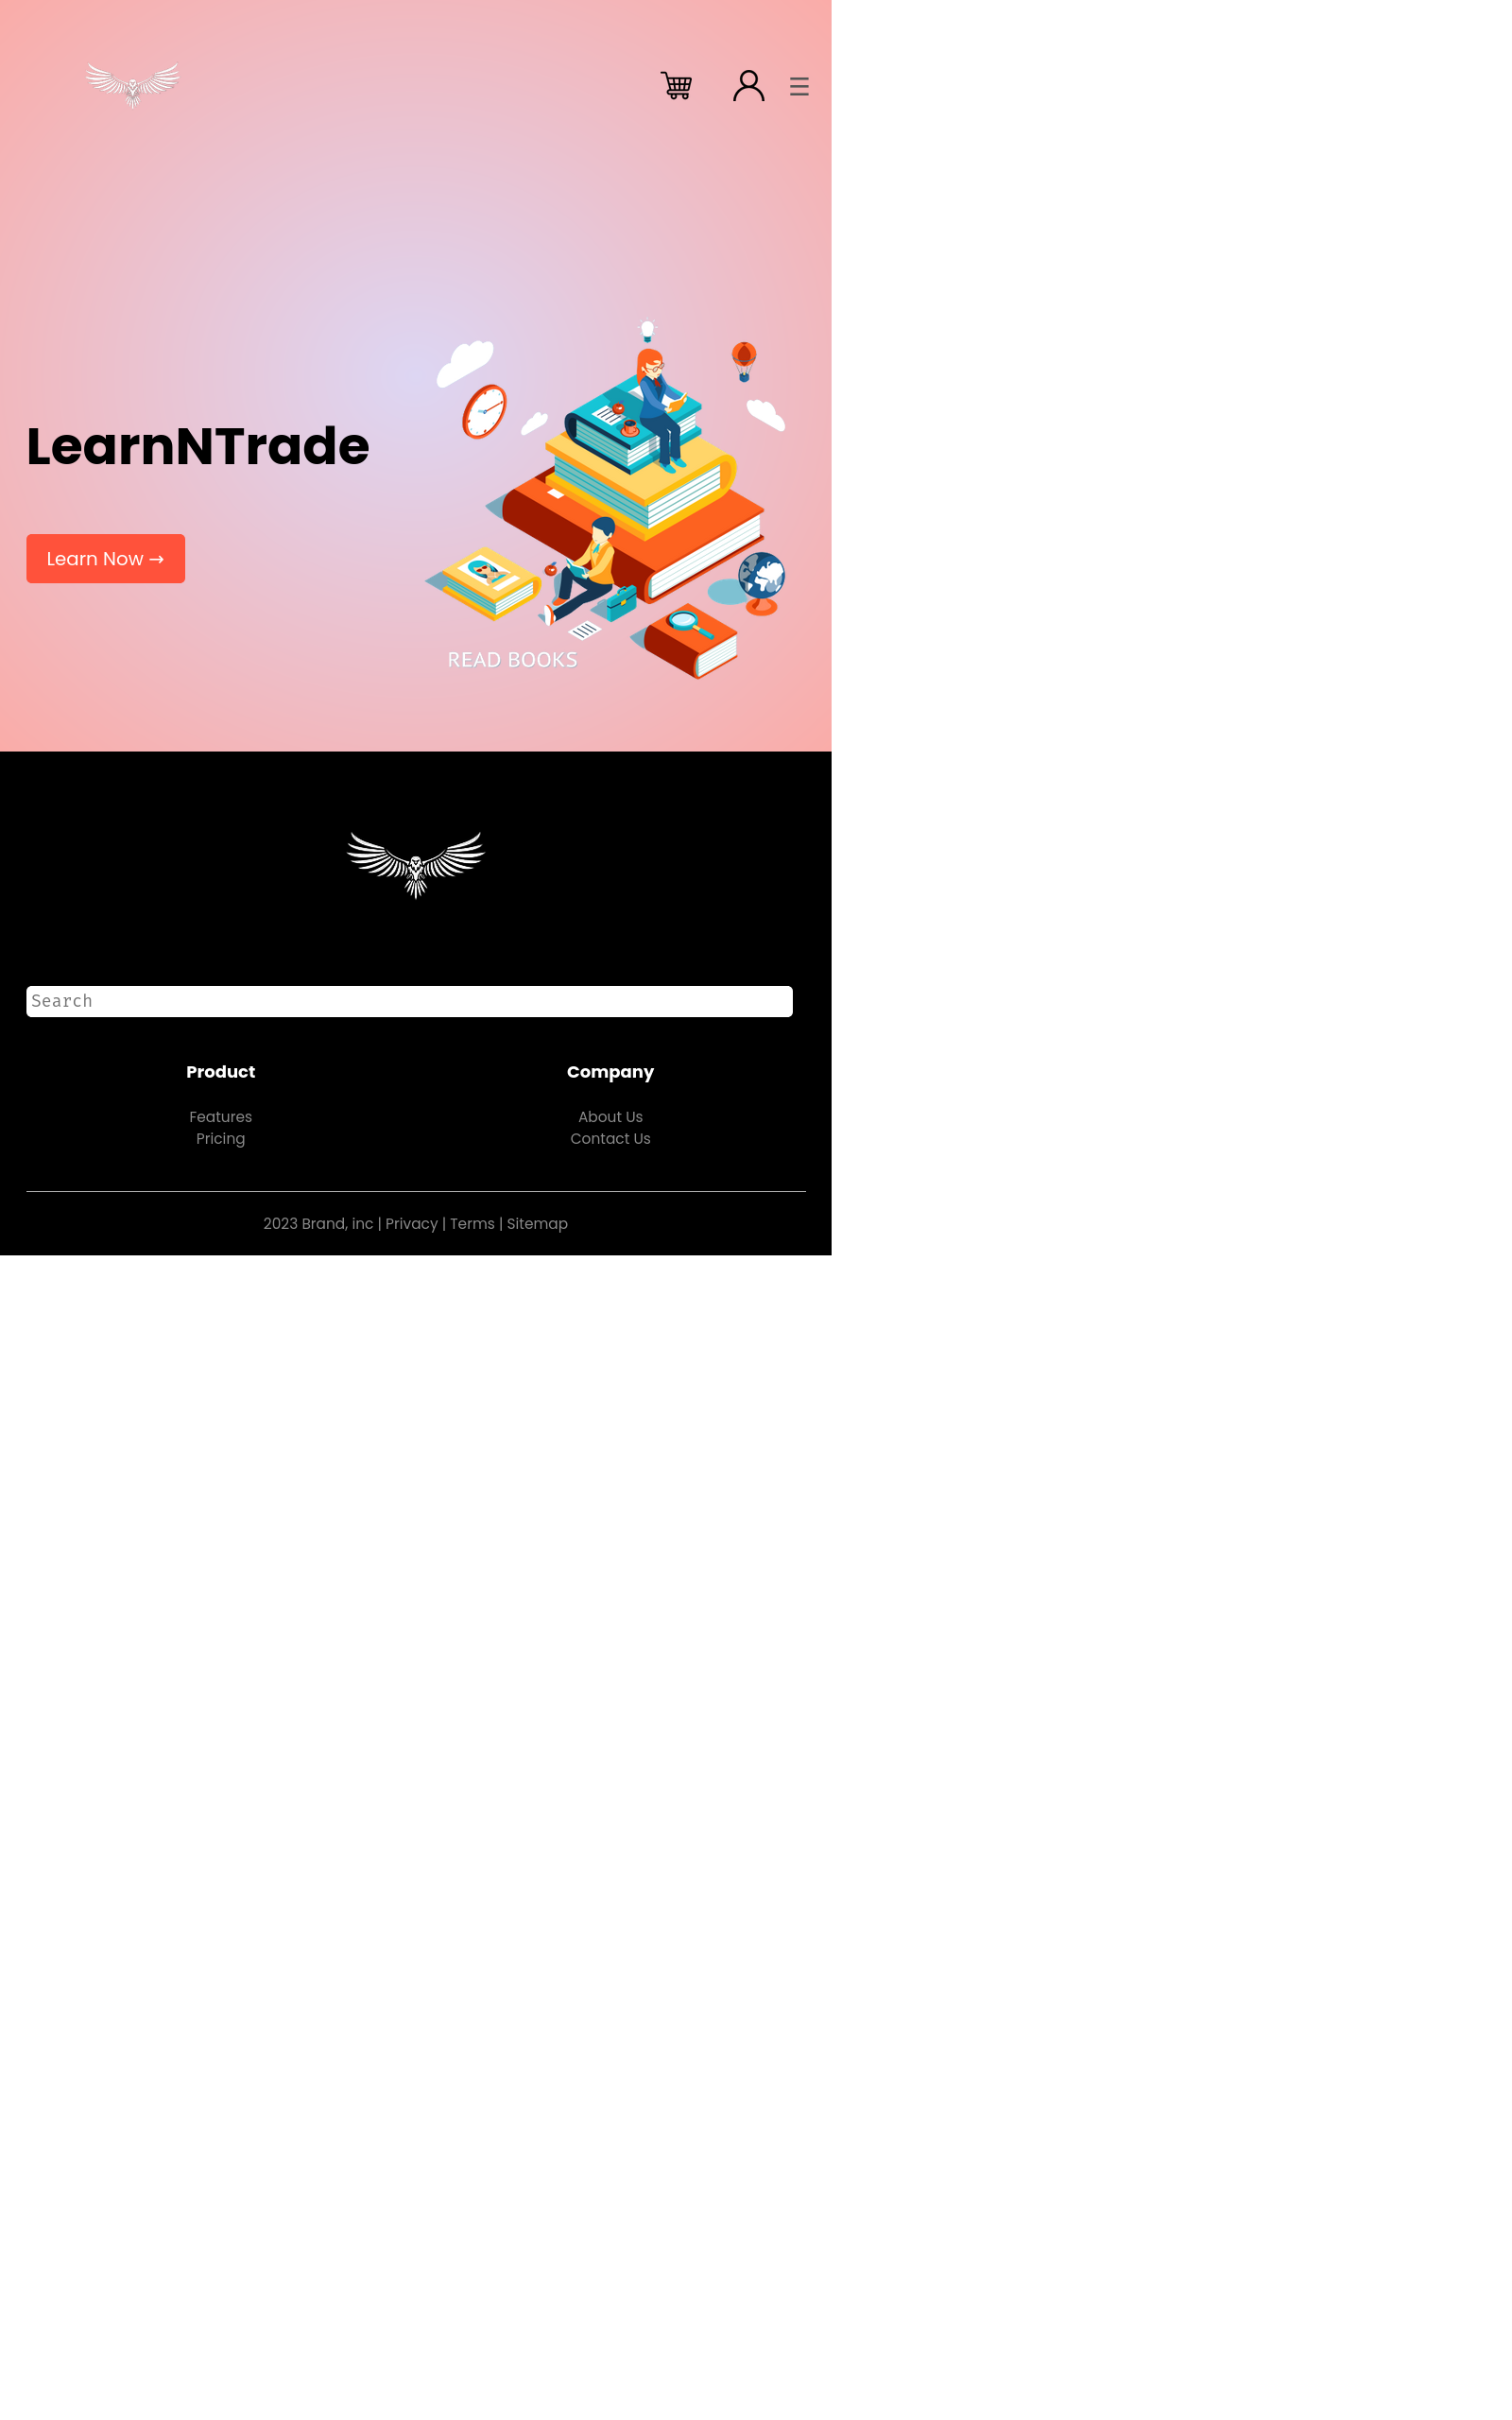 LearnNTrade
Learn Now →
READ BOOKS
Search
Product
Company
Features
About Us
Pricing
Contact Us
2023 Brand, inc | Privacy | Terms | Sitemap